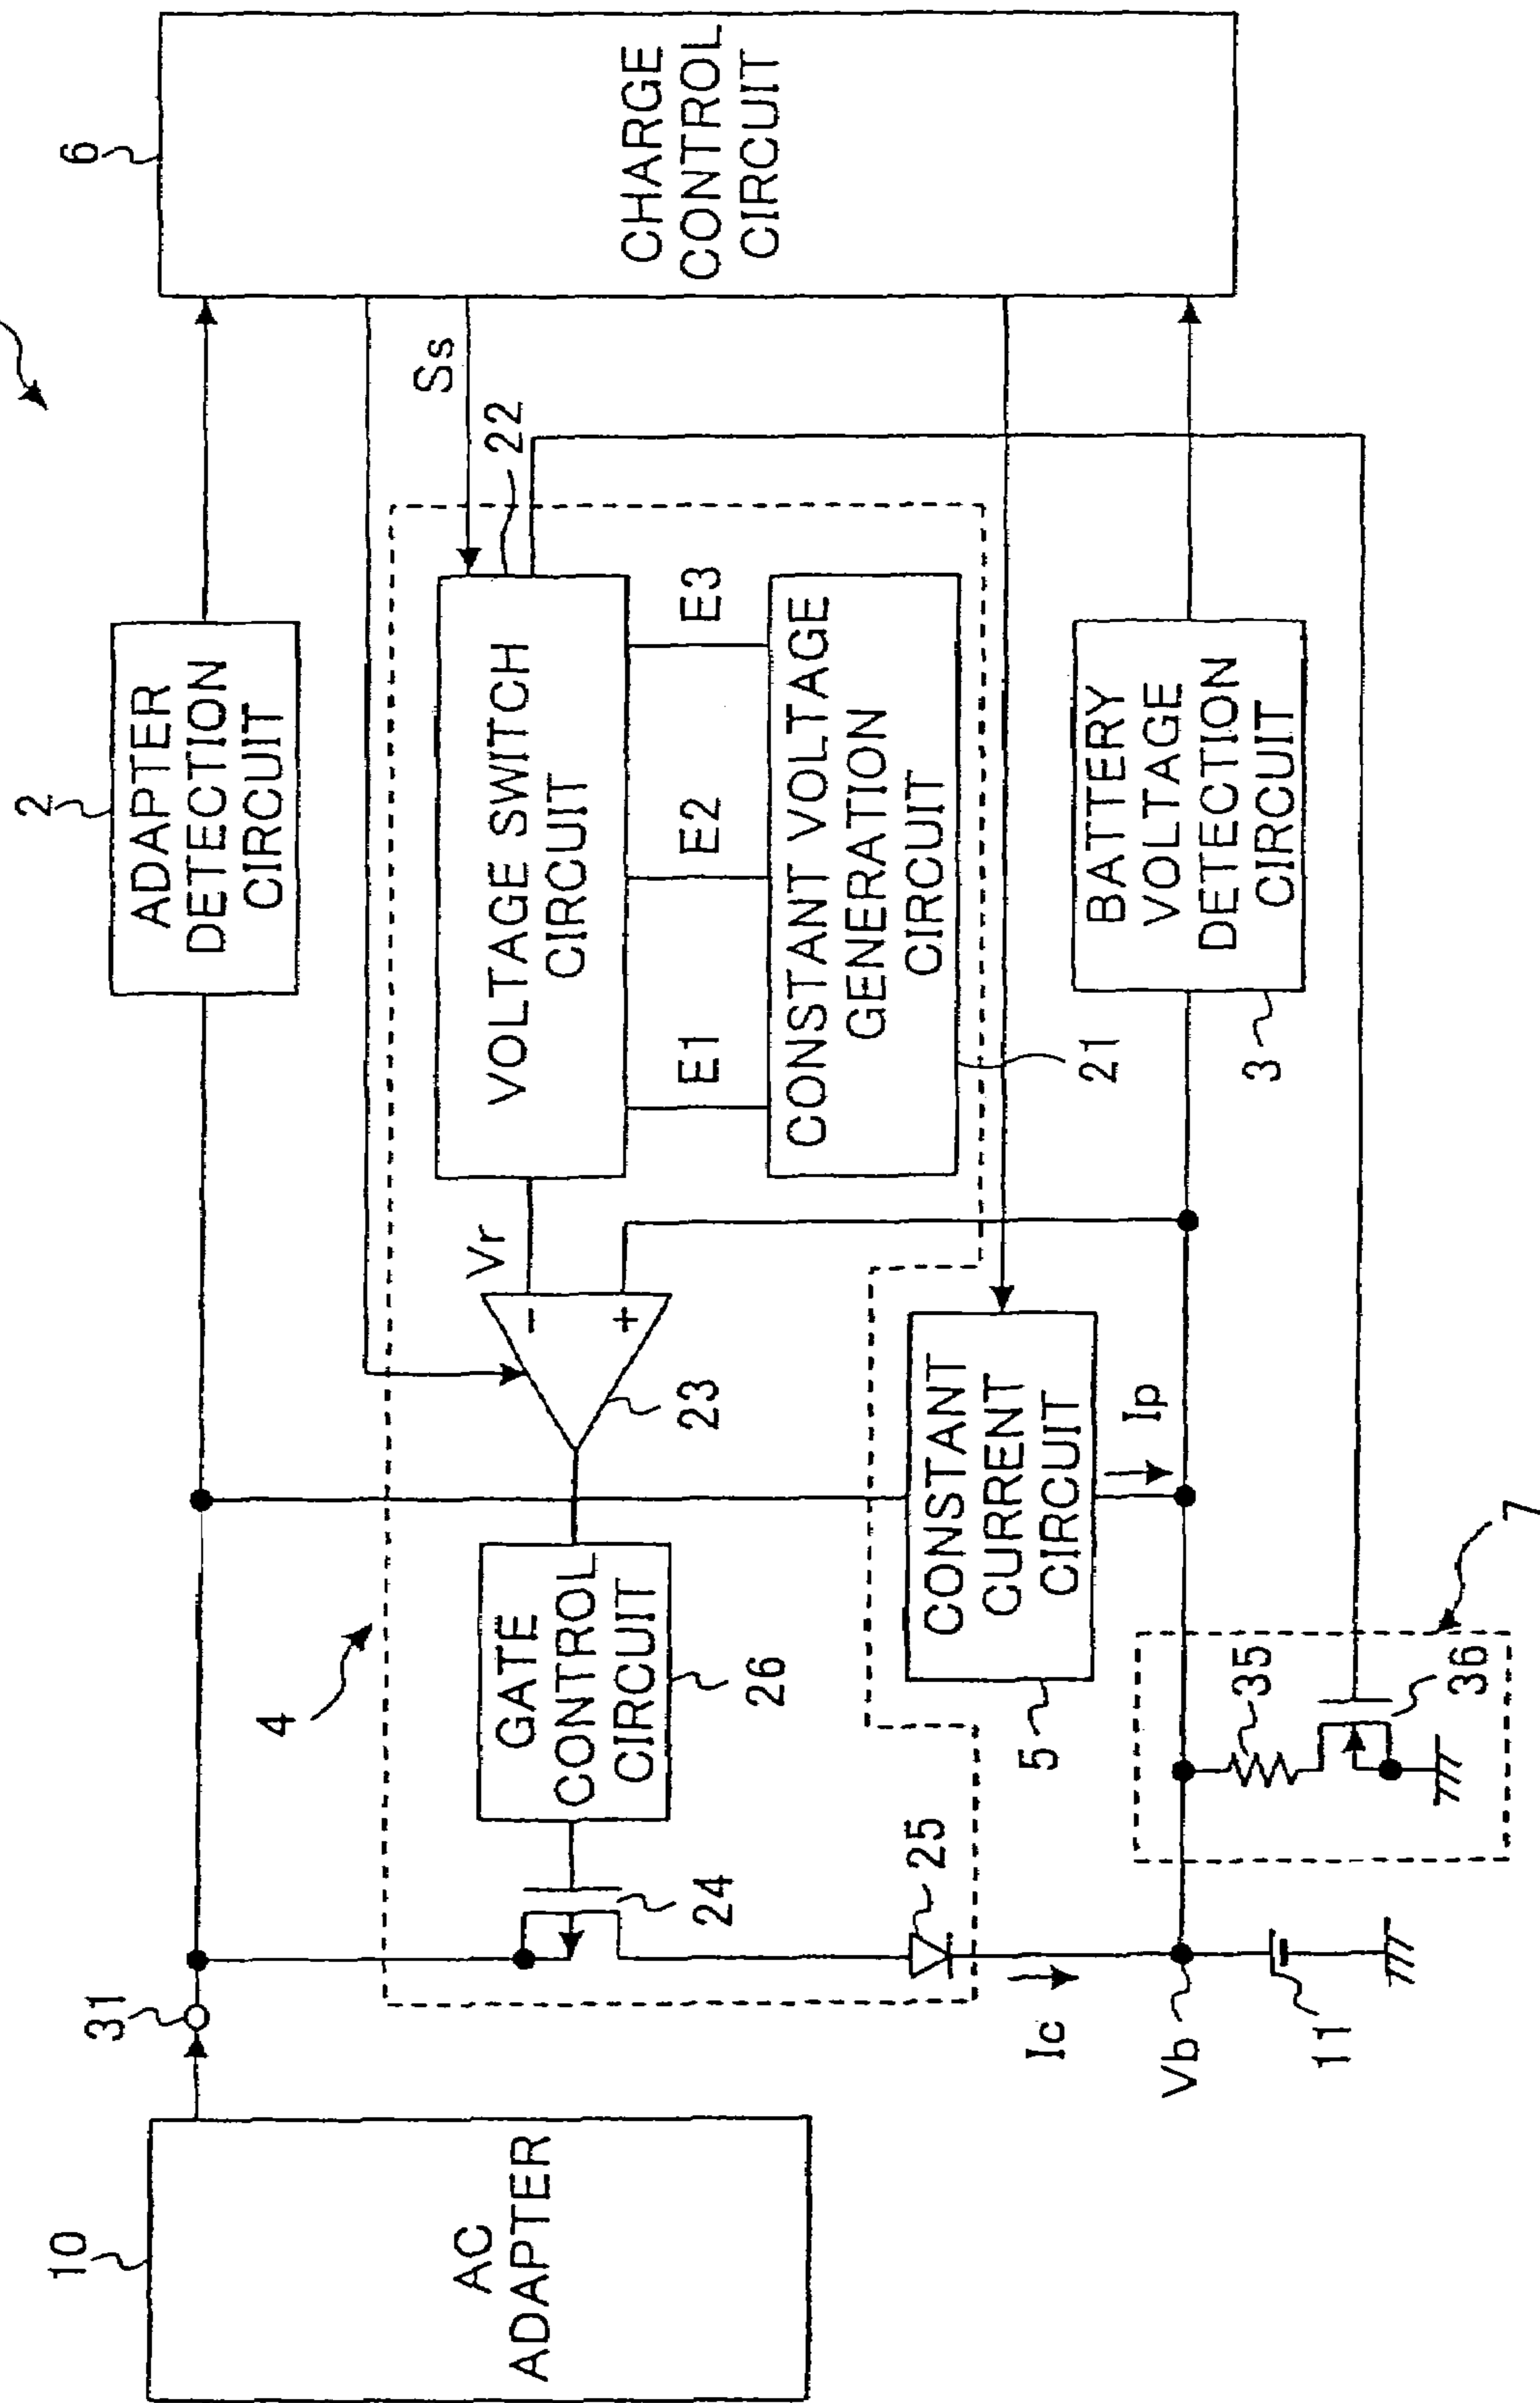 10
AC
ADAPTER
31
2
ADAPTER
DETECTION
CIRCUIT
6
CHARGE
CONTROL
CIRCUIT
4
24
GATE
CONTROL
CIRCUIT
26
23
−
+
Vr
VOLTAGE SWITCH
CIRCUIT
22
Ss
E1
E2
E3
CONSTANT VOLTAGE
GENERATION
CIRCUIT
21
25
Ic
5
CONSTANT
CURRENT
CIRCUIT
Ip
BATTERY
VOLTAGE
DETECTION
CIRCUIT
3
Vb
11
35
36
7